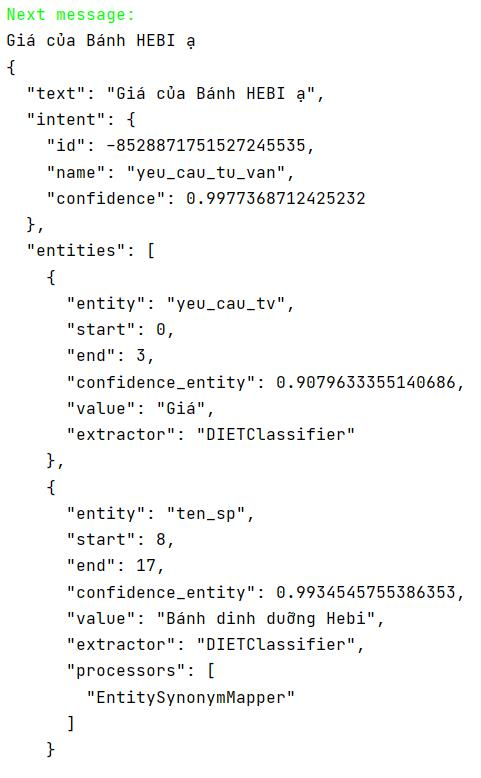 Next message:
Giá của Bánh HEBI ạ
{
  "text": "Giá của Bánh HEBI ạ",
  "intent": {
    "id": -8528871751527245535,
    "name": "yeu_cau_tu_van",
    "confidence": 0.9977368712425232
  },
  "entities": [
    {
      "entity": "yeu_cau_tv",
      "start": 0,
      "end": 3,
      "confidence_entity": 0.9079633355140686,
      "value": "Giá",
      "extractor": "DIETClassifier"
    },
    {
      "entity": "ten_sp",
      "start": 8,
      "end": 17,
      "confidence_entity": 0.9934545755386353,
      "value": "Bánh dinh dưỡng Hebi",
      "extractor": "DIETClassifier",
      "processors": [
        "EntitySynonymMapper"
      ]
    }